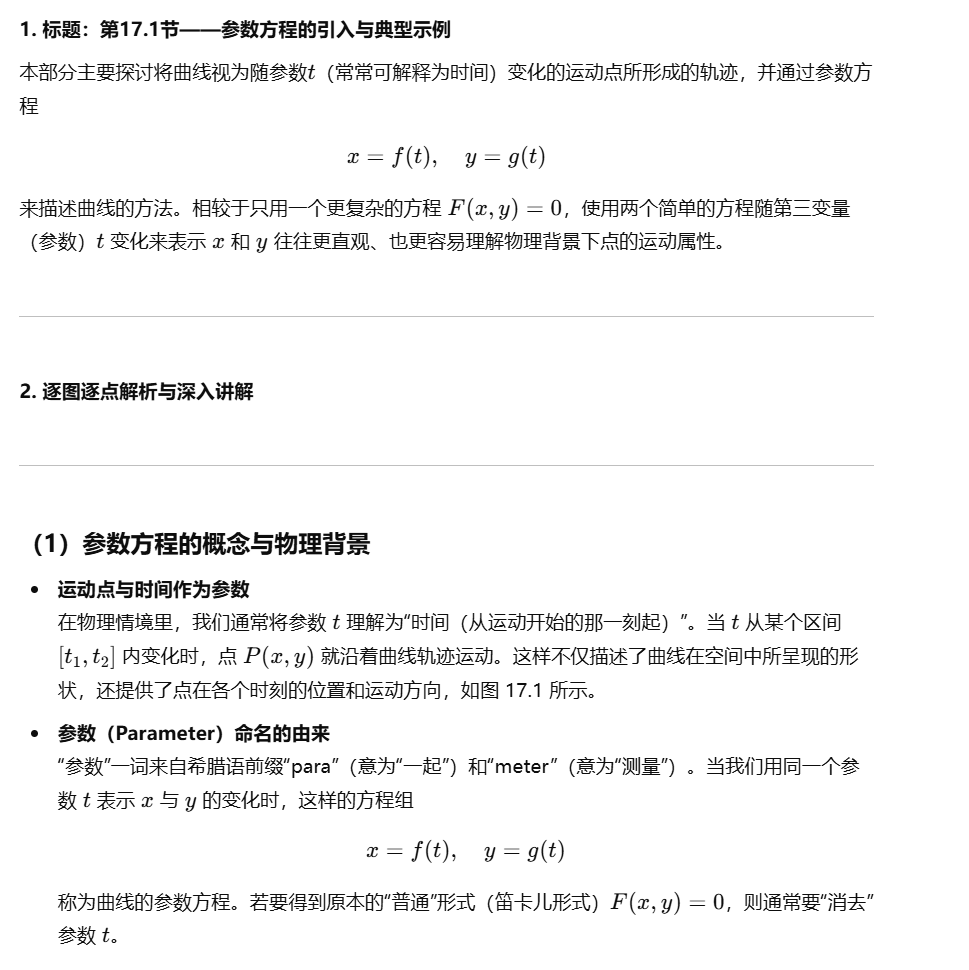 1. 标题：第17.1节——参数方程的引入与典型示例
本部分主要探讨将曲线视为随参数t（常常可解释为时间）变化的运动点所形成的轨迹，并通过参数方
程
x = f(t), y = g(t)
来描述曲线的方法。相较于只用一个更复杂的方程 F(x, y) = 0，使用两个简单的方程随第三变量
（参数）t 变化来表示 x 和 y 往往更直观、也更容易理解物理背景下点的运动属性。
2. 逐图逐点解析与深入讲解
（1）参数方程的概念与物理背景
• 运动点与时间作为参数
在物理情境里，我们通常将参数 t 理解为“时间（从运动开始的那一刻起）”。当 t 从某个区间
[t₁, t₂] 内变化时，点 P(x, y) 就沿着曲线轨迹运动。这样不仅描述了曲线在空间中所呈现的形
状，还提供了点在各个时刻的位置和运动方向，如图 17.1 所示。
• 参数（Parameter）命名的由来
“参数”一词来自希腊语前缀“para”（意为“一起”）和“meter”（意为“测量”）。当我们用同一个参
数 t 表示 x 与 y 的变化时，这样的方程组
x = f(t), y = g(t)
称为曲线的参数方程。若要得到原本的“普通”形式（笛卡儿形式）F(x, y) = 0，则通常要“消去”
参数 t。